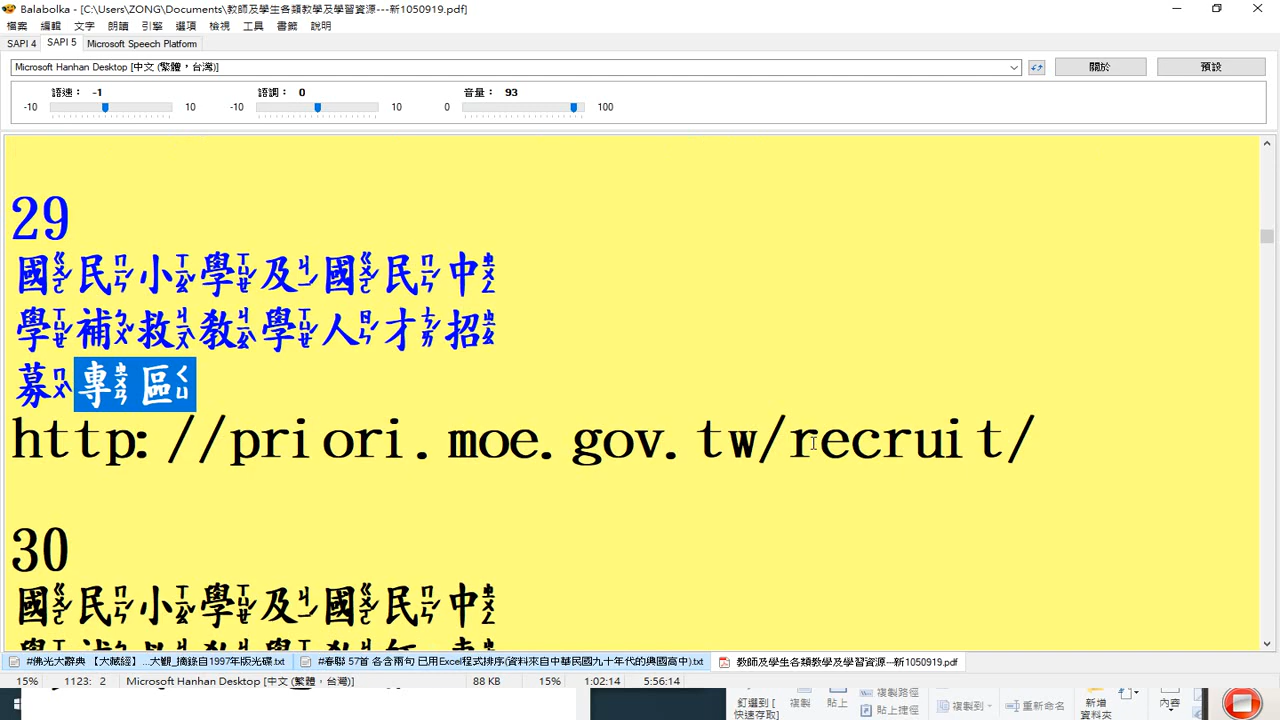 Balabolka - [C:\Users\ZONG\Documents\教師及學生各類教學及學習資源---新1050919.pdf]
檔案 編輯 文字 朗讀 引擎 選項 檢視 工具 書籤 說明
SAPI 4 SAPI 5 Microsoft Speech Platform
Microsoft Hanhan Desktop [中文 (繁體，台灣)] 關於 預設
語速： -1 語調： 0 音量： 93
-10 10 -10 10 0 100
29
國民小學及國民中
學補救教學人才招
募專區
http://priori.moe.gov.tw/recruit/
30
國民小學及國民中
#佛光大辭典 【大藏經】...大觀_摘錄自1997年版光碟.txt #春聯 57首 各含兩句 已用Excel程式排序(資料來自中華民國九十年代的興國高中).txt 教師及學生各類教學及學習資源---新1050919.pdf
15% 1123: 2 Microsoft Hanhan Desktop [中文 (繁體，台灣)] 88 KB 15% 1:02:14 5:56:14
釘選到 [ 複製 貼上 複製路徑 新增 內容
快速存取] 貼上捷徑 複製到 重新命名 資料夾